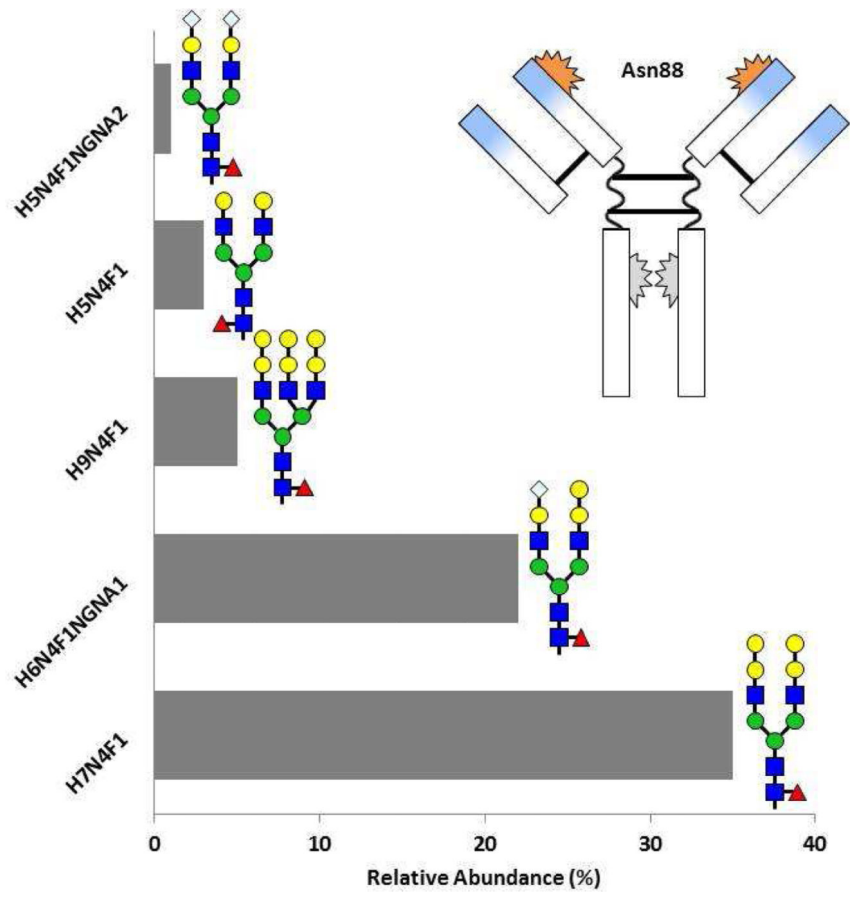 Asn88
H5N4F1NGNA2
H5N4F1
H9N4F1
H6N4F1NGNA1
H7N4F1
0 10 20 30 40
Relative Abundance (%)